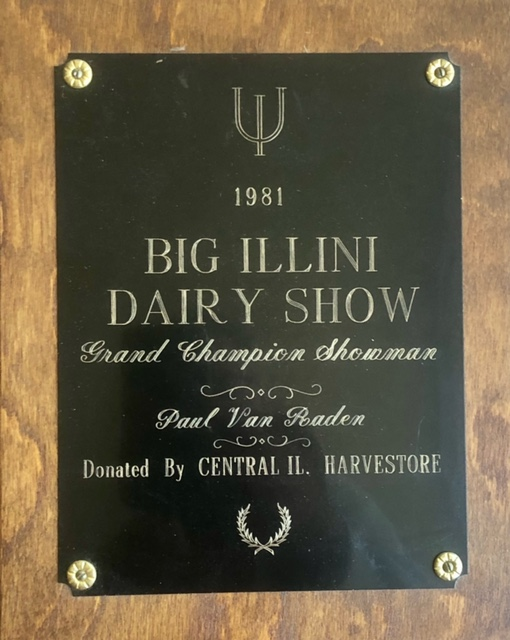 1981
BIG ILLINI
DAIRY SHOW
Grand Champion Showman
Paul Van Raden
Donated By CENTRAL IL. HARVESTORE